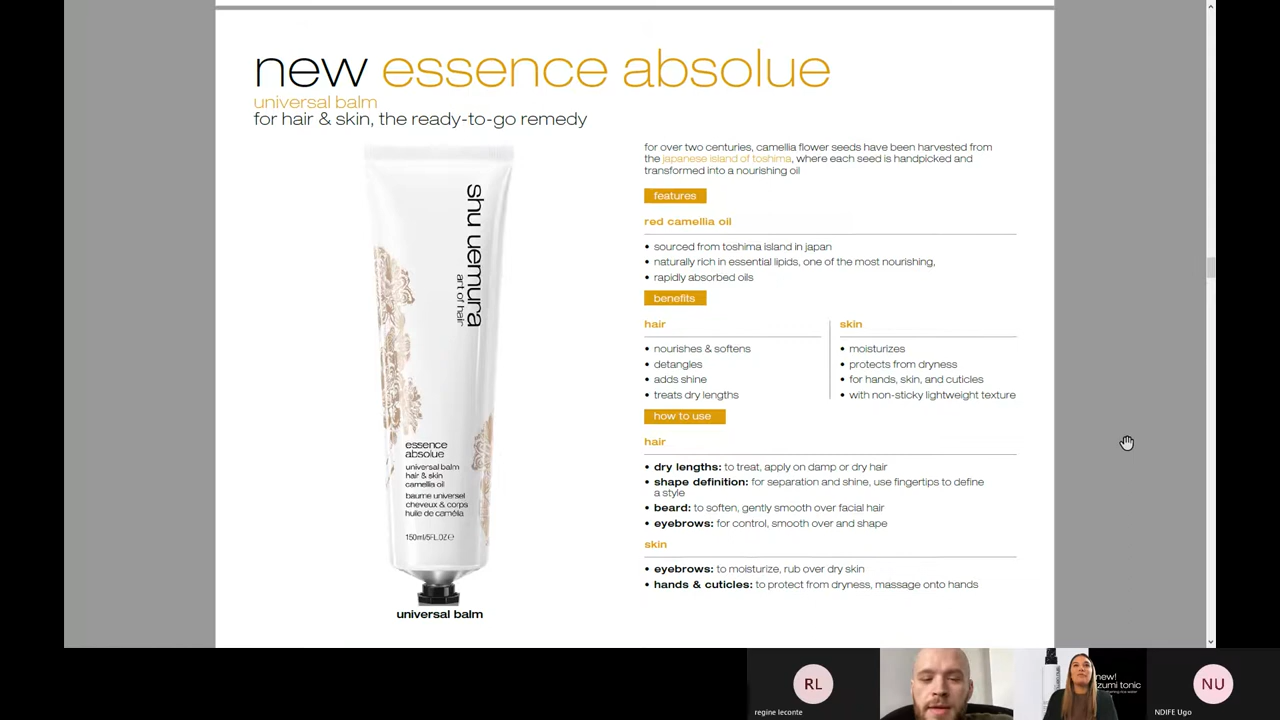 new essence absolue
universal balm
for hair & skin, the ready-to-go remedy
shu uemura
art of hair
essence
absolue
universal balm
hair & skin
camellia oil
baume universel
cheveux & corps
huile de camélia
150ml/5FL.OZ℮
universal balm
for over two centuries, camellia flower seeds have been harvested from
the japanese island of toshima, where each seed is handpicked and
transformed into a nourishing oil
features
red camellia oil
• sourced from toshima island in japan
• naturally rich in essential lipids, one of the most nourishing,
• rapidly absorbed oils
benefits
hair
• nourishes & softens
• detangles
• adds shine
• treats dry lengths
skin
• moisturizes
• protects from dryness
• for hands, skin, and cuticles
• with non-sticky lightweight texture
how to use
hair
• dry lengths: to treat, apply on damp or dry hair
• shape definition: for separation and shine, use fingertips to define
a style
• beard: to soften, gently smooth over facial hair
• eyebrows: for control, smooth over and shape
skin
• eyebrows: to moisturize, rub over dry skin
• hands & cuticles: to protect from dryness, massage onto hands
RL
regine leconte
new!
izumi tonic
NU
NDIFE Ugo